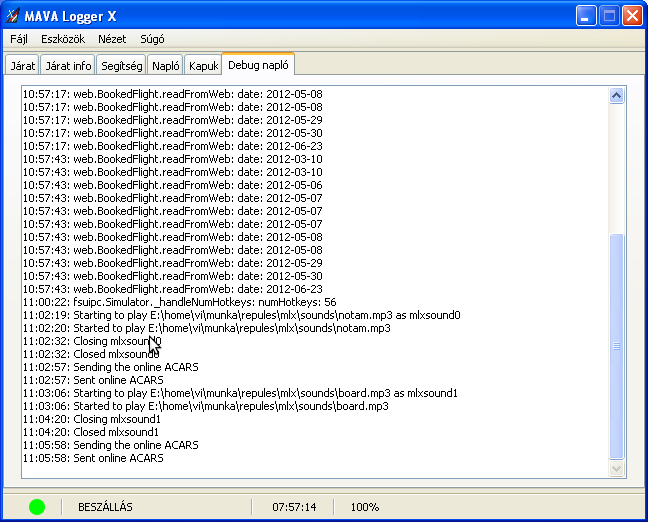 MAVA Logger X
Fájl Eszközök Nézet Súgó
Járat Járat info Segítség Napló Kapuk Debug napló
10:57:17: web.BookedFlight.readFromWeb: date: 2012-05-08
10:57:17: web.BookedFlight.readFromWeb: date: 2012-05-08
10:57:17: web.BookedFlight.readFromWeb: date: 2012-05-29
10:57:17: web.BookedFlight.readFromWeb: date: 2012-05-30
10:57:17: web.BookedFlight.readFromWeb: date: 2012-06-23
10:57:43: web.BookedFlight.readFromWeb: date: 2012-03-10
10:57:43: web.BookedFlight.readFromWeb: date: 2012-03-10
10:57:43: web.BookedFlight.readFromWeb: date: 2012-05-06
10:57:43: web.BookedFlight.readFromWeb: date: 2012-05-07
10:57:43: web.BookedFlight.readFromWeb: date: 2012-05-07
10:57:43: web.BookedFlight.readFromWeb: date: 2012-05-07
10:57:43: web.BookedFlight.readFromWeb: date: 2012-05-08
10:57:43: web.BookedFlight.readFromWeb: date: 2012-05-08
10:57:43: web.BookedFlight.readFromWeb: date: 2012-05-29
10:57:43: web.BookedFlight.readFromWeb: date: 2012-05-30
10:57:43: web.BookedFlight.readFromWeb: date: 2012-06-23
11:00:22: fsuipc.Simulator._handleNumHotkeys: numHotkeys: 56
11:02:19: Starting to play E:\home\vi\munka\repules\mlx\sounds\notam.mp3 as mlxsound0
11:02:20: Started to play E:\home\vi\munka\repules\mlx\sounds\notam.mp3
11:02:32: Closing mlxsound0
11:02:32: Closed mlxsound0
11:02:57: Sending the online ACARS
11:02:57: Sent online ACARS
11:03:06: Starting to play E:\home\vi\munka\repules\mlx\sounds\board.mp3 as mlxsound1
11:03:06: Started to play E:\home\vi\munka\repules\mlx\sounds\board.mp3
11:04:20: Closing mlxsound1
11:04:20: Closed mlxsound1
11:05:58: Sending the online ACARS
11:05:58: Sent online ACARS
BESZÁLLÁS 07:57:14 100%